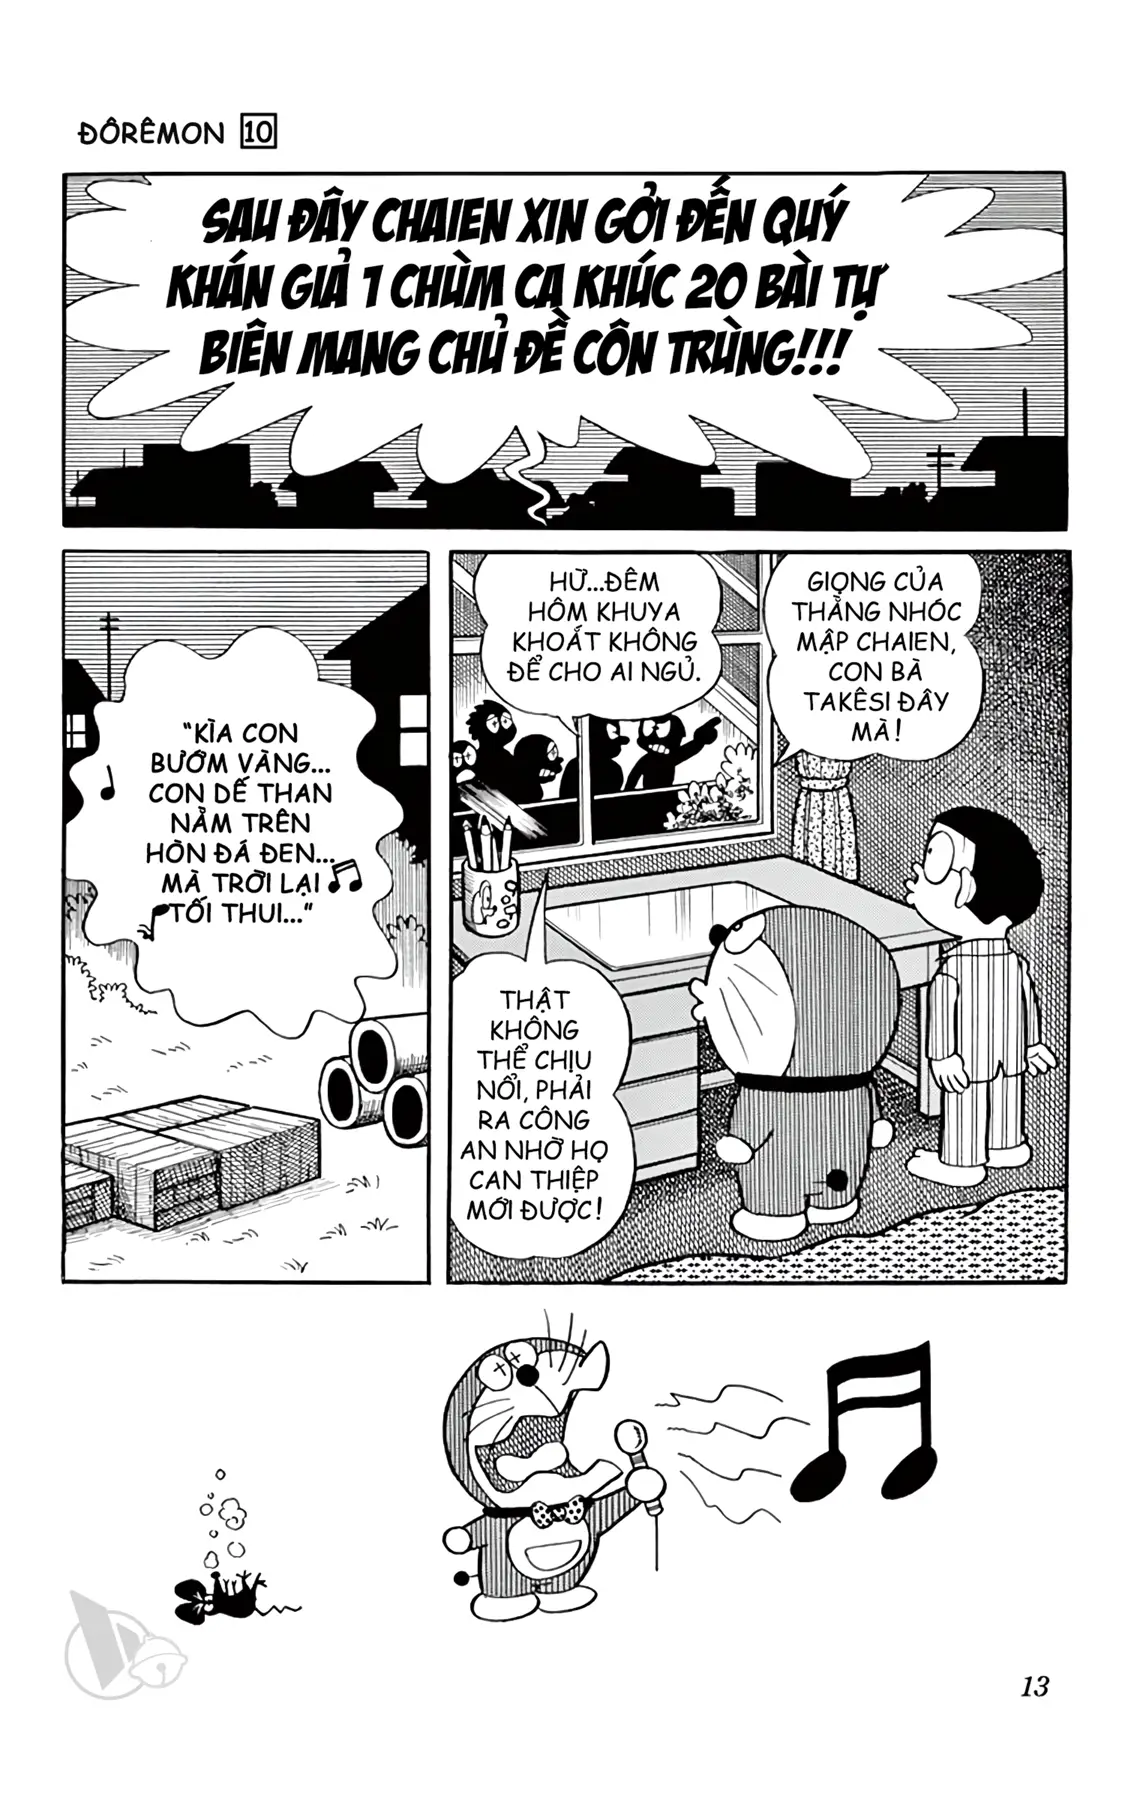 ĐÔRÊMON 10
SAU ĐÂY CHAIEN XIN GỞI ĐẾN QUÝ
KHÁN GIẢ 1 CHÙM CA KHÚC 20 BÀI TỰ
BIÊN MANG CHỦ ĐỀ CÔN TRÙNG!!!
"KÌA CON
BƯỚM VÀNG...
CON DẾ THAN
NẰM TRÊN
HÒN ĐÁ ĐEN...
MÀ TRỜI LẠI
TỐI THUI..."
HỪ...ĐÊM
HÔM KHUYA
KHOẮT KHÔNG
ĐỂ CHO AI NGỦ.
GIỌNG CỦA
THẰNG NHÓC
MẬP CHAIEN,
CON BÀ
TAKÊSI ĐÂY
MÀ!
THẬT
KHÔNG
THỂ CHỊU
NỔI, PHẢI
RA CÔNG
AN NHỜ HỌ
CAN THIỆP
MỚI ĐƯỢC!
13